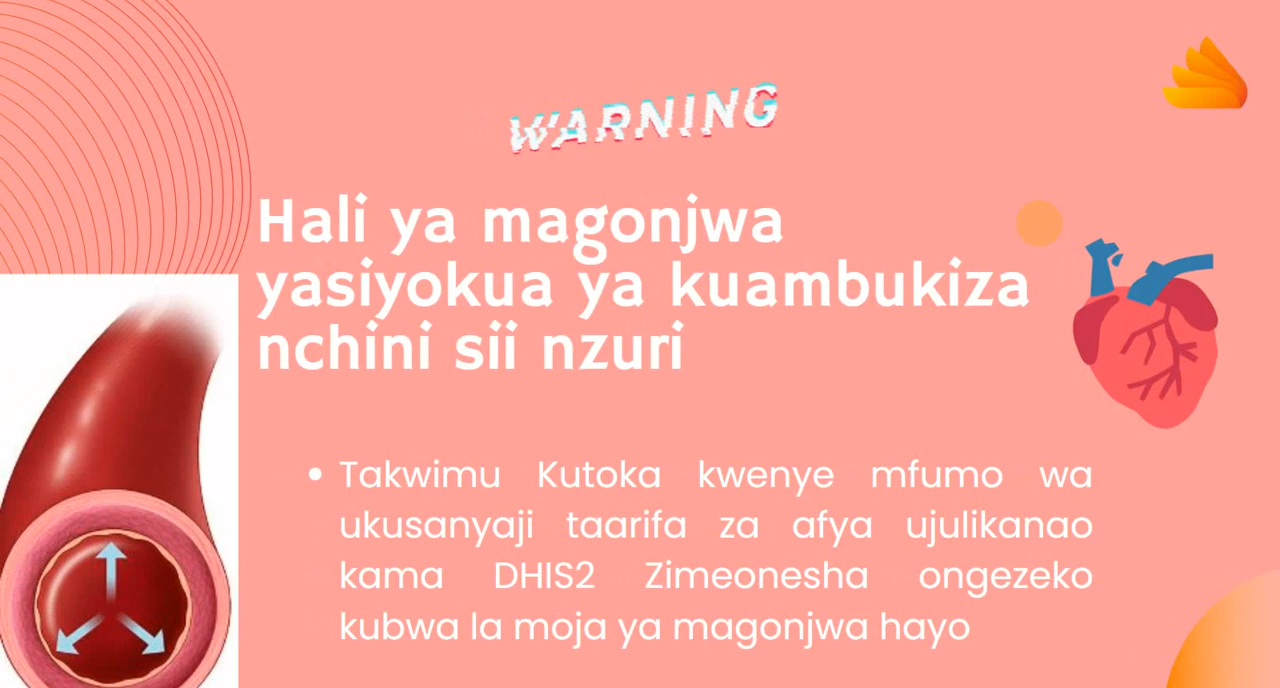 WARNING
Hali ya magonjwa
yasiyokua ya kuambukiza
nchini sii nzuri
Takwimu Kutoka kwenye mfumo wa
ukusanyaji taarifa za afya ujulikanao
kama DHIS2 Zimeonesha ongezeko
kubwa la moja ya magonjwa hayo